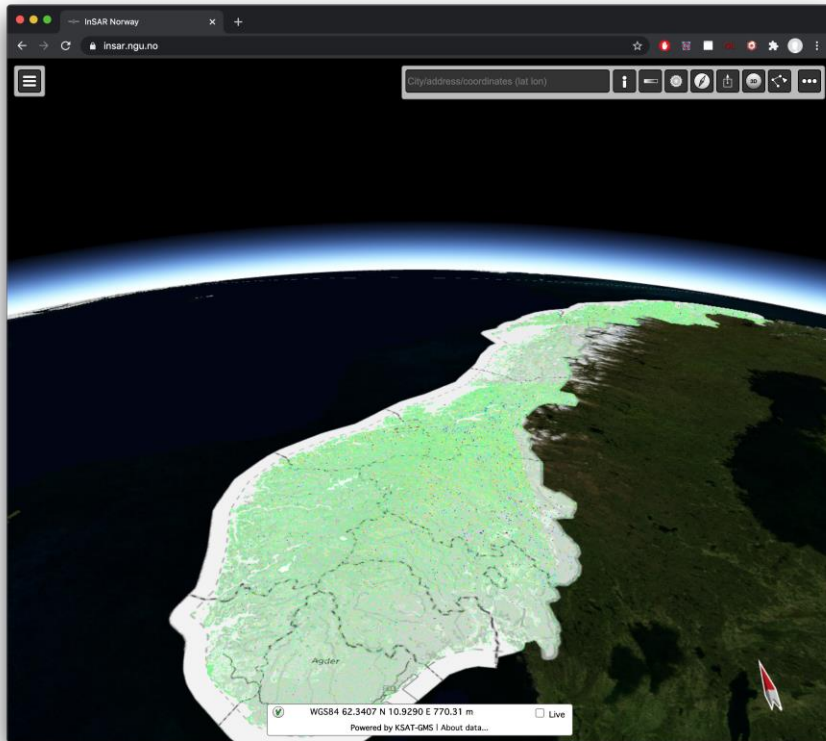 InSAR Norway
insar.ngu.no
City/address/coordinates (lat lon)
3D
Agder
WGS84 62.3407 N 10.9290 E 770.31 m
Live
Powered by KSAT-GMS | About data...